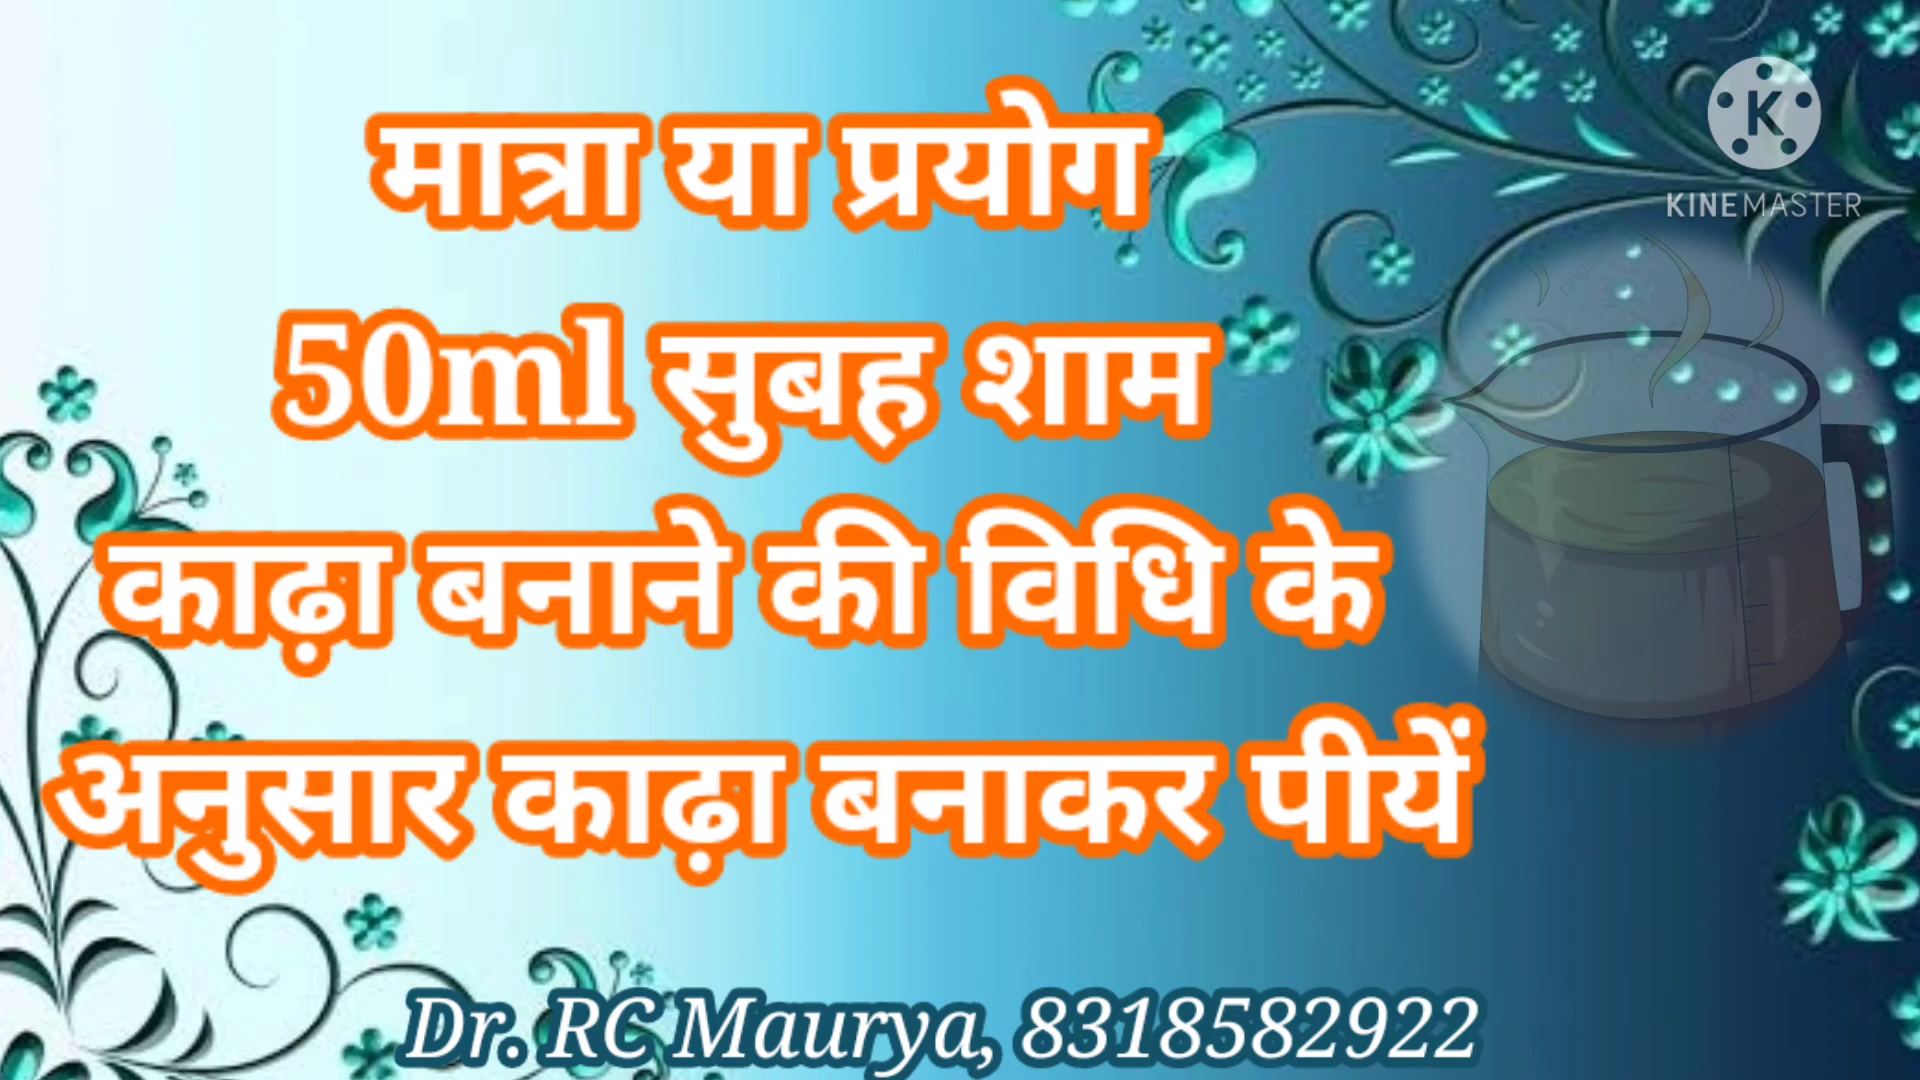 मात्रा या प्रयोग
50ml सुबह शाम
काढ़ा बनाने की विधि के
अनुसार काढ़ा बनाकर पीयें
Dr. RC Maurya, 8318582922
K
KINEMASTER